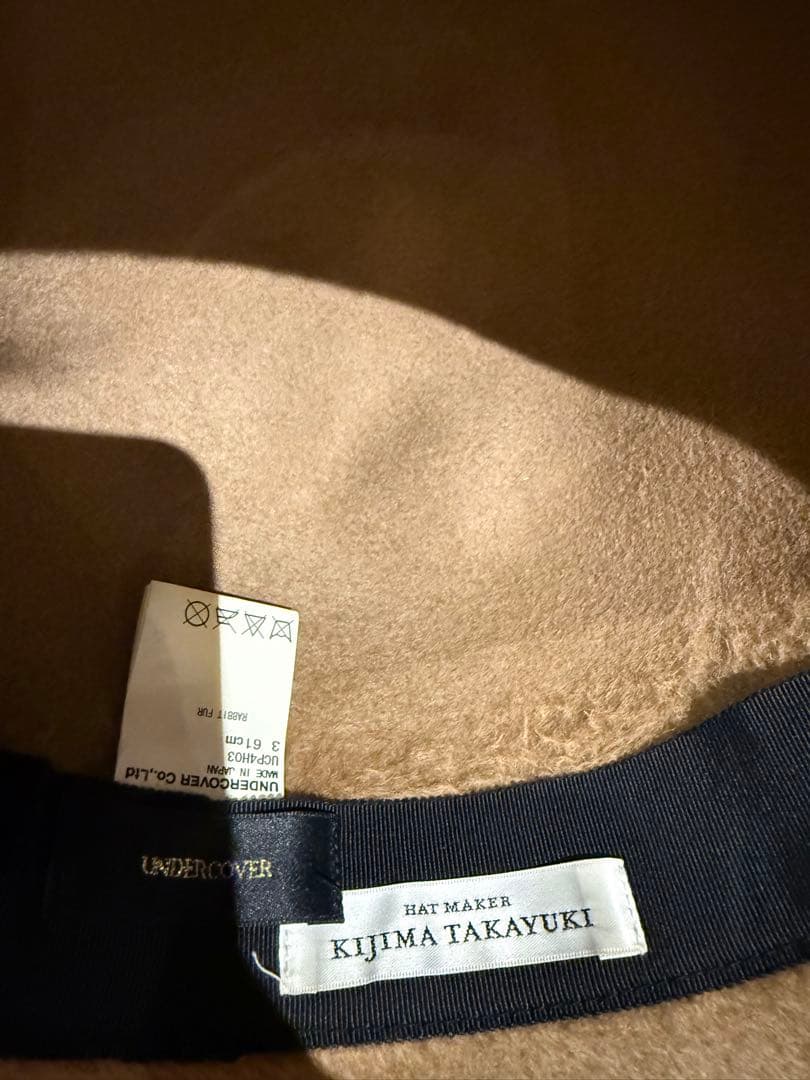 UNDERCOVER Co.,Ltd
MADE IN JAPAN
UCP4H03
3 61cm
RABBIT FUR
UNDERCOVER
HAT MAKER
KIJIMA TAKAYUKI